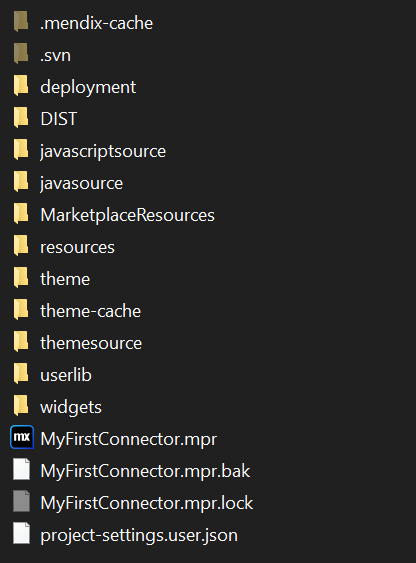 .mendix-cache
.svn
deployment
DIST
javascriptsource
javasource
MarketplaceResources
resources
theme
theme-cache
themesource
userlib
widgets
mx MyFirstConnector.mpr
MyFirstConnector.mpr.bak
MyFirstConnector.mpr.lock
project-settings.user.json